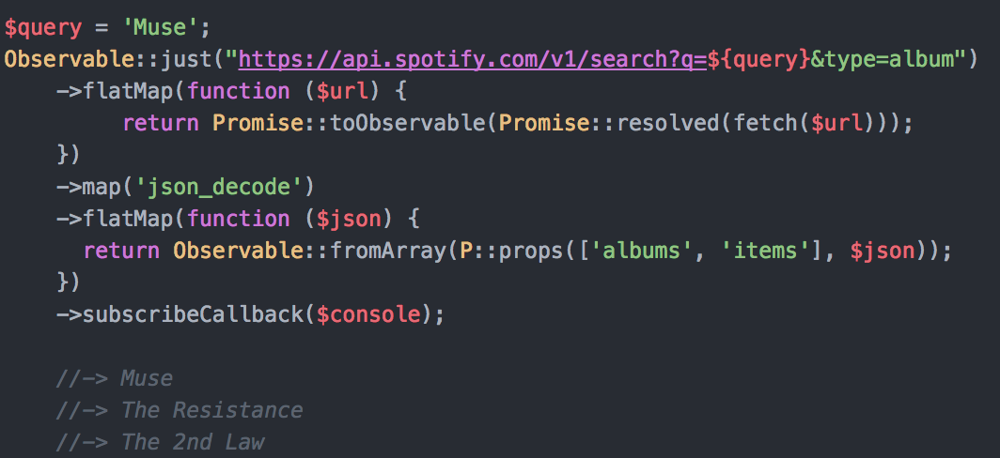 $query = 'Muse';
Observable::just("https://api.spotify.com/v1/search?q=${query}&type=album")
    ->flatMap(function ($url) {
         return Promise::toObservable(Promise::resolved(fetch($url)));
    })
    ->map('json_decode')
    ->flatMap(function ($json) {
      return Observable::fromArray(P::props(['albums', 'items'], $json));
    })
    ->subscribeCallback($console);

    //-> Muse
    //-> The Resistance
    //-> The 2nd Law